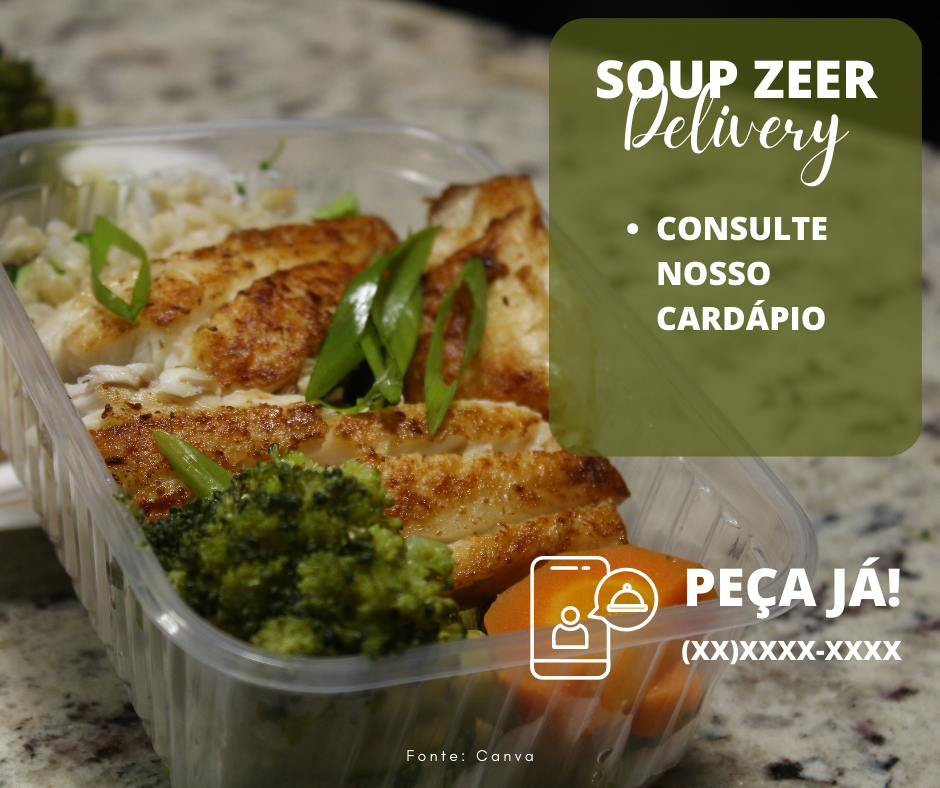 SOUP ZEER
Delivery
• CONSULTE
NOSSO
CARDÁPIO
PEÇA JÁ!
(XX)XXXX-XXXX
Fonte: Canva